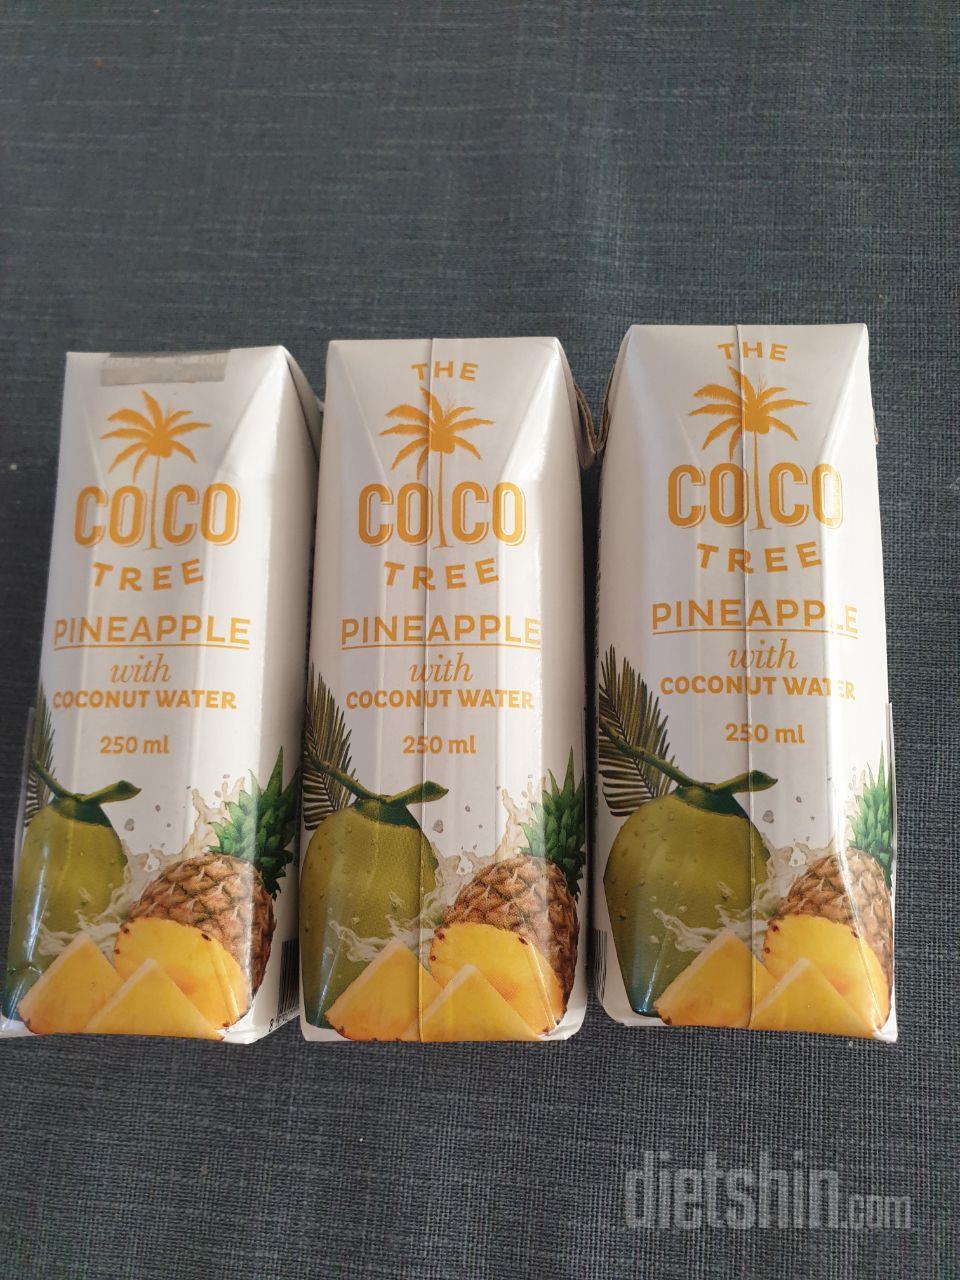 COCO
TREE
PINEAPPLE
with
COCONUT WATER
250 ml
THE
COCO
TREE
PINEAPPLE
with
COCONUT WATER
250 ml
THE
COCO
TREE
PINEAPPLE
with
COCONUT WATER
250 ml
dietshin.com